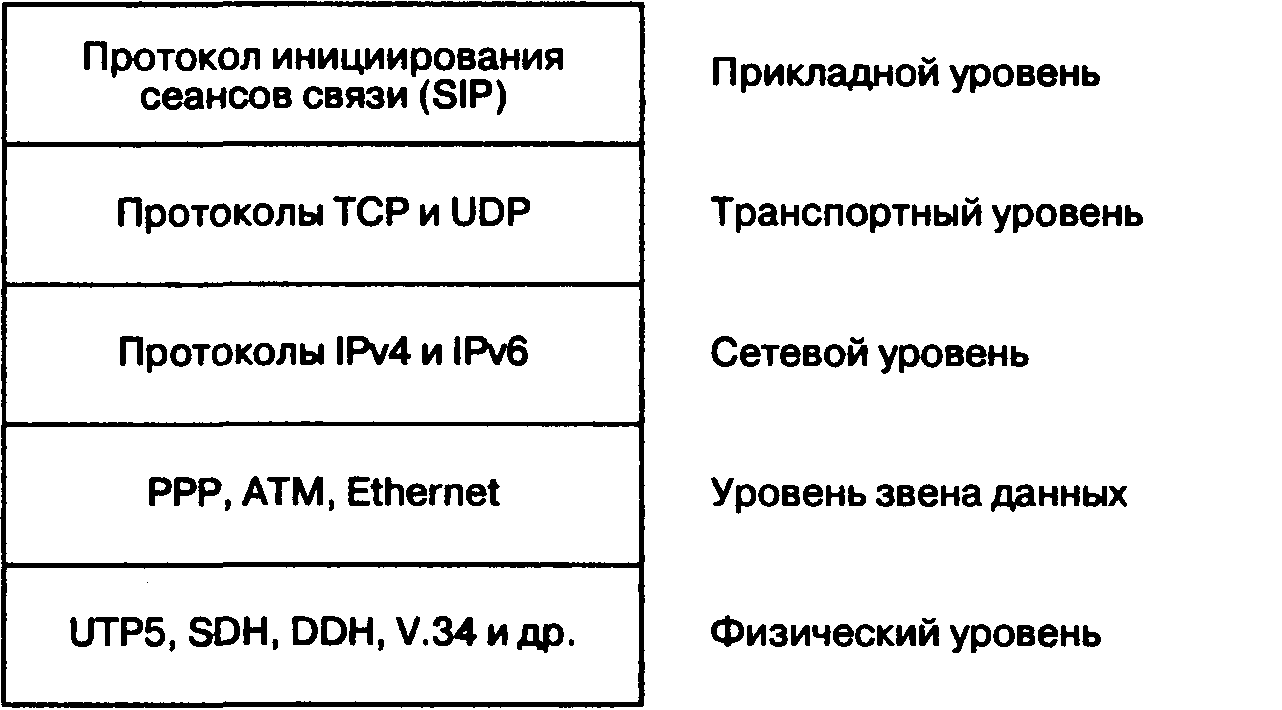 Протокол инициирования
сеансов связи (SIP)
Прикладной уровень
Протоколы TCP и UDP
Транспортный уровень
Протоколы IPv4 и IPv6
Сетевой уровень
PPP, ATM, Ethernet
Уровень звена данных
UTP5, SDH, DDH, V.34 и др.
Физический уровень